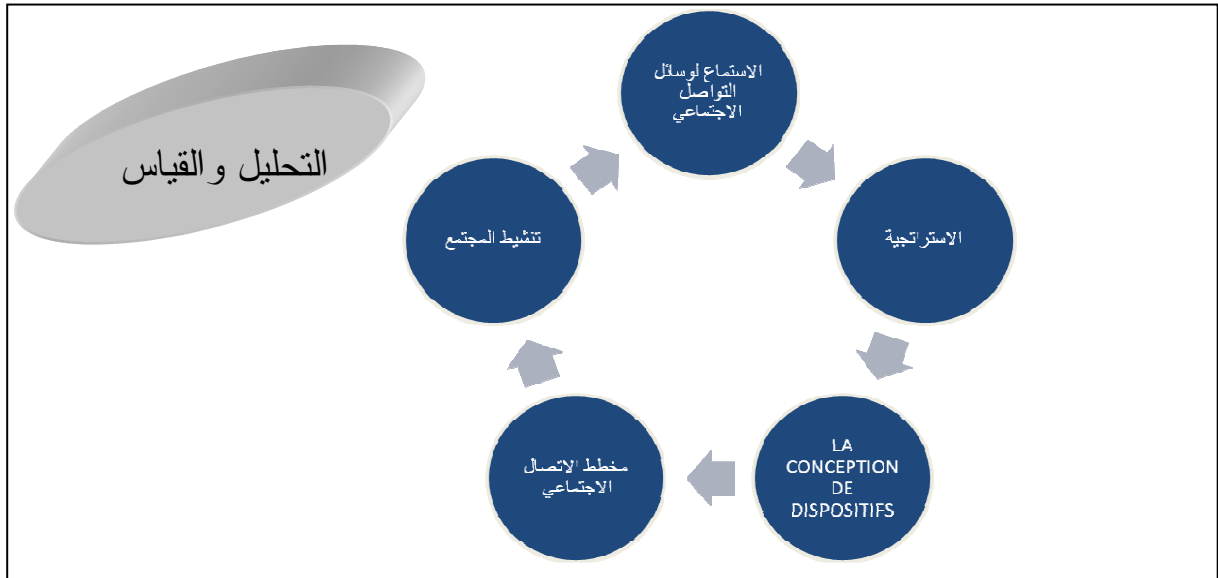 التحليل والقياس
الاستماع لوسائل
التواصل
الاجتماعي
الاستراتجية
LA
CONCEPTION
DE
DISPOSITIFS
مخطط الاتصال
الاجتماعي
تنشيط المجتمع